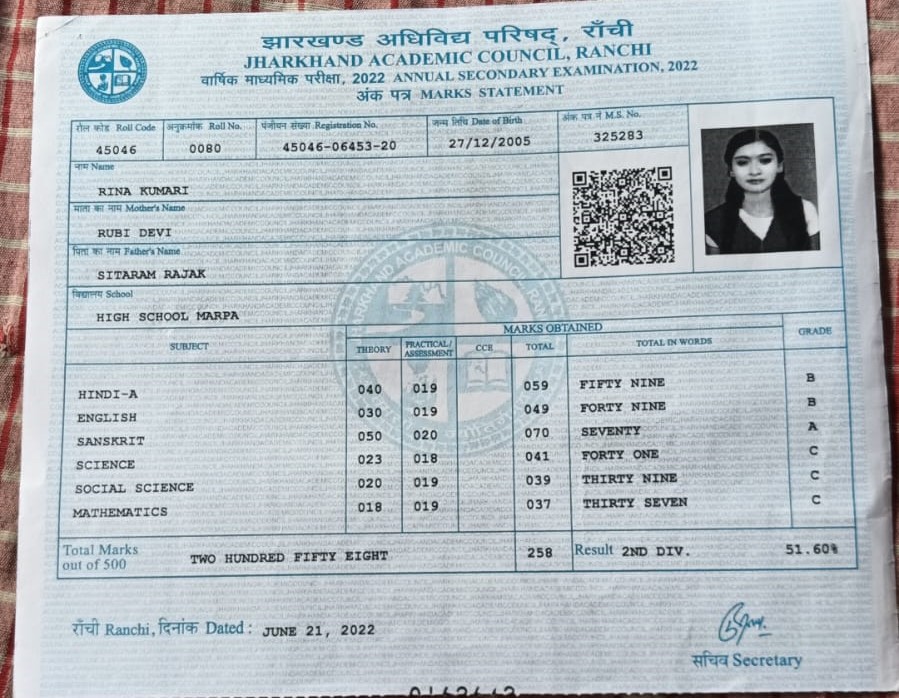 झारखण्ड अधिविद्य परिषद्, राँची
JHARKHAND ACADEMIC COUNCIL, RANCHI
वार्षिक माध्यमिक परीक्षा, 2022 ANNUAL SECONDARY EXAMINATION, 2022
अंक पत्र MARKS STATEMENT
रौल कोड Roll Code अनुक्रमांक Roll No. पंजीयन संख्या Registration No. जन्म तिथि Date of Birth अंक पत्र नं M.S. No.
45046 0080 45046-06453-20 27/12/2005 325283
नाम Name
RINA KUMARI
माता का नाम Mother's Name
RUBI DEVI
पिता का नाम Father's Name
SITARAM RAJAK
विद्यालय School
HIGH SCHOOL MARPA
SUBJECT MARKS OBTAINED GRADE
THEORY PRACTICAL/ ASSESSMENT CCE TOTAL TOTAL IN WORDS
HINDI-A 040 019 059 FIFTY NINE B
ENGLISH 030 019 049 FORTY NINE B
SANSKRIT 050 020 070 SEVENTY A
SCIENCE 023 018 041 FORTY ONE C
SOCIAL SCIENCE 020 019 039 THIRTY NINE C
MATHEMATICS 018 019 037 THIRTY SEVEN C
Total Marks out of 500 TWO HUNDRED FIFTY EIGHT 258 Result 2ND DIV. 51.60%
राँची Ranchi, दिनांक Dated : JUNE 21, 2022
सचिव Secretary